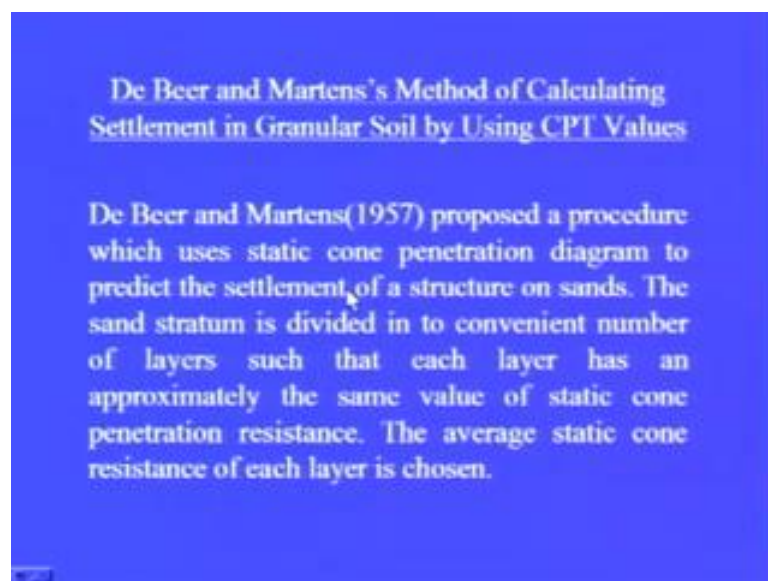 De Beer and Martens's Method of Calculating
Settlement in Granular Soil by Using CPT Values
De Beer and Martens(1957) proposed a procedure
which uses static cone penetration diagram to
predict the settlement of a structure on sands. The
sand stratum is divided in to convenient number
of layers such that each layer has an
approximately the same value of static cone
penetration resistance. The average static cone
resistance of each layer is chosen.